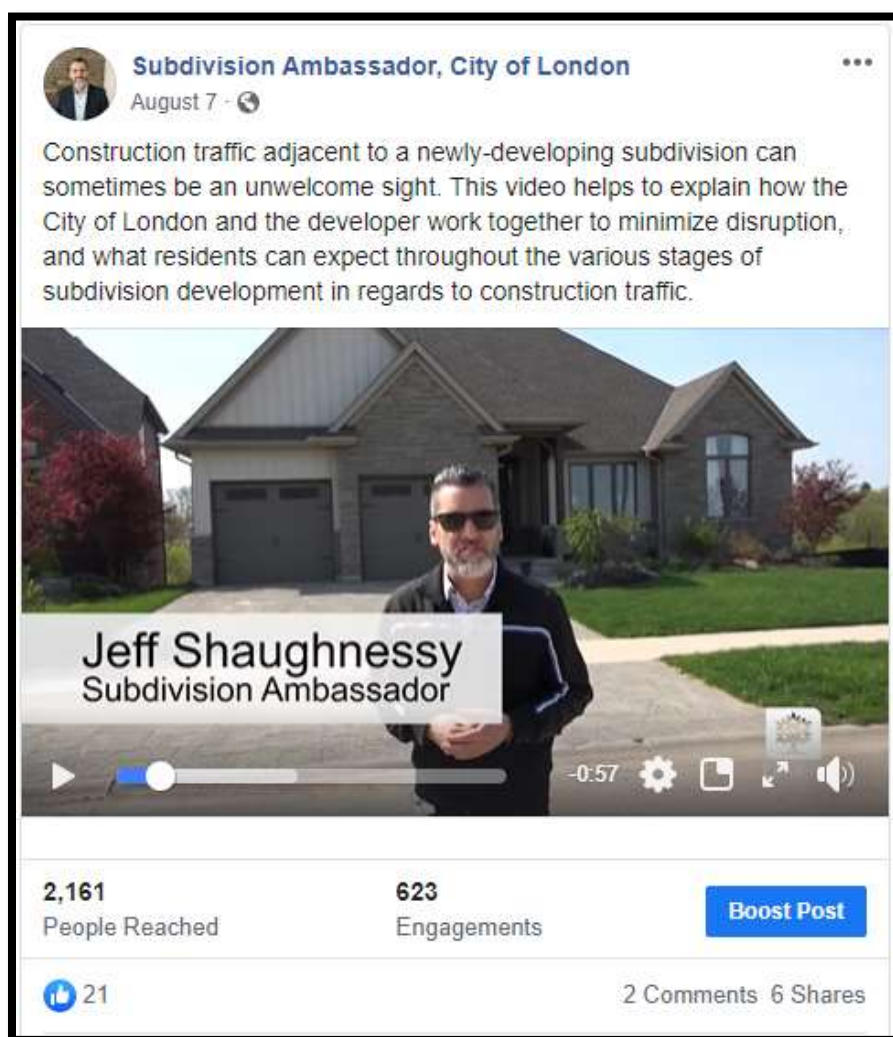 Subdivision Ambassador, City of London
August 7
Construction traffic adjacent to a newly-developing subdivision can
sometimes be an unwelcome sight. This video helps to explain how the
City of London and the developer work together to minimize disruption,
and what residents can expect throughout the various stages of
subdivision development in regards to construction traffic.
Jeff Shaughnessy
Subdivision Ambassador
-0:57
2,161
People Reached
623
Engagements
Boost Post
21
2 Comments 6 Shares